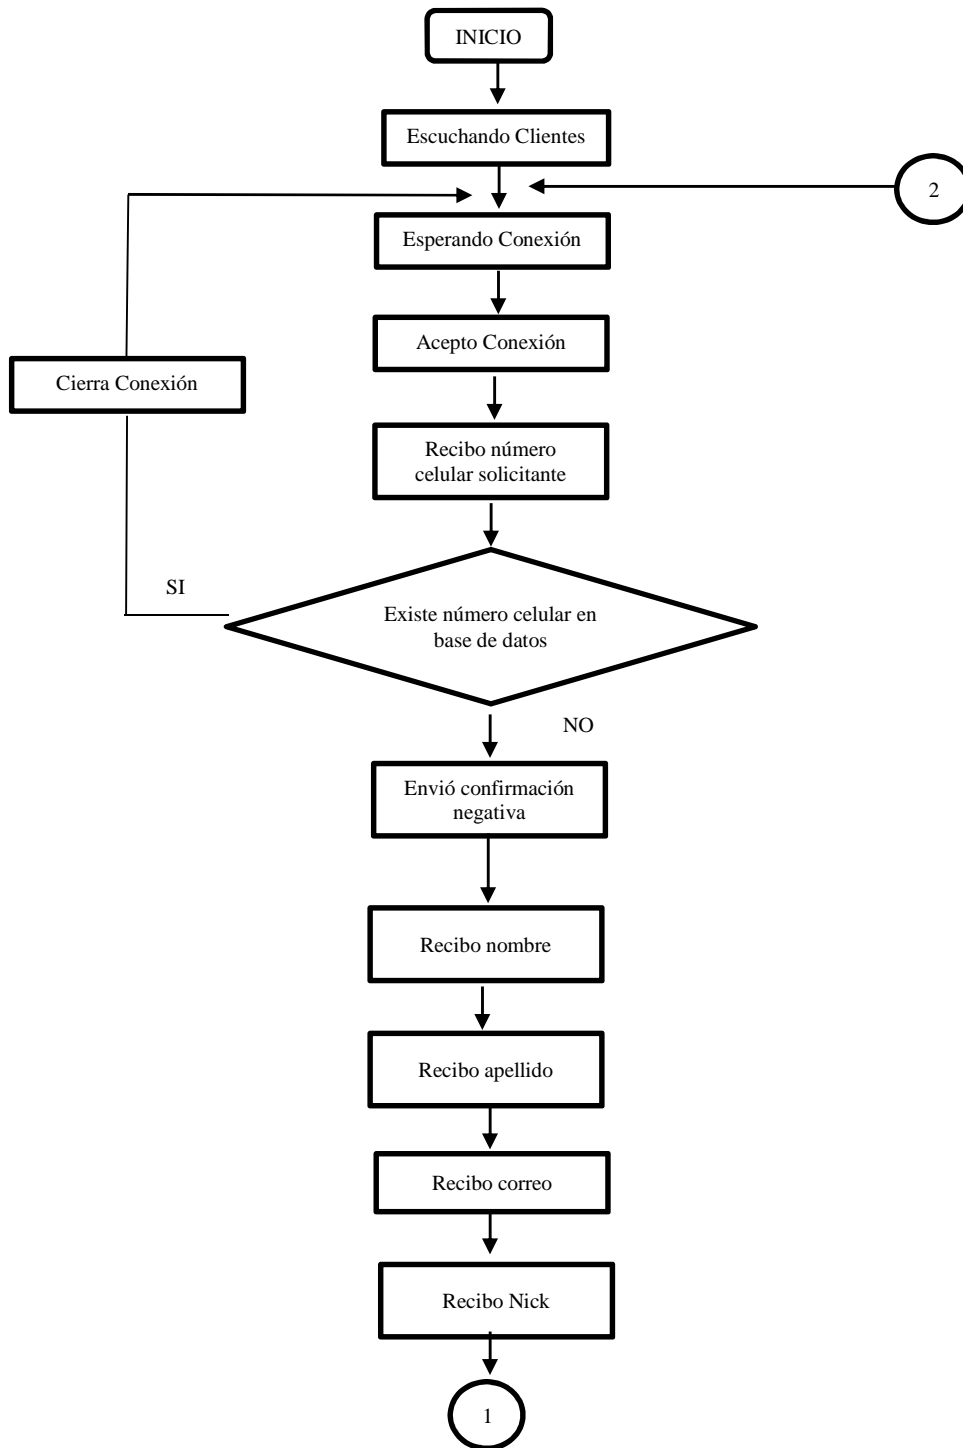 INICIO
Escuchando Clientes
2
Esperando Conexión
Acepto Conexión
Cierra Conexión
Recibo número
celular solicitante
SI
Existe número celular en
base de datos
NO
Envió confirmación
negativa
Recibo nombre
Recibo apellido
Recibo correo
Recibo Nick
1